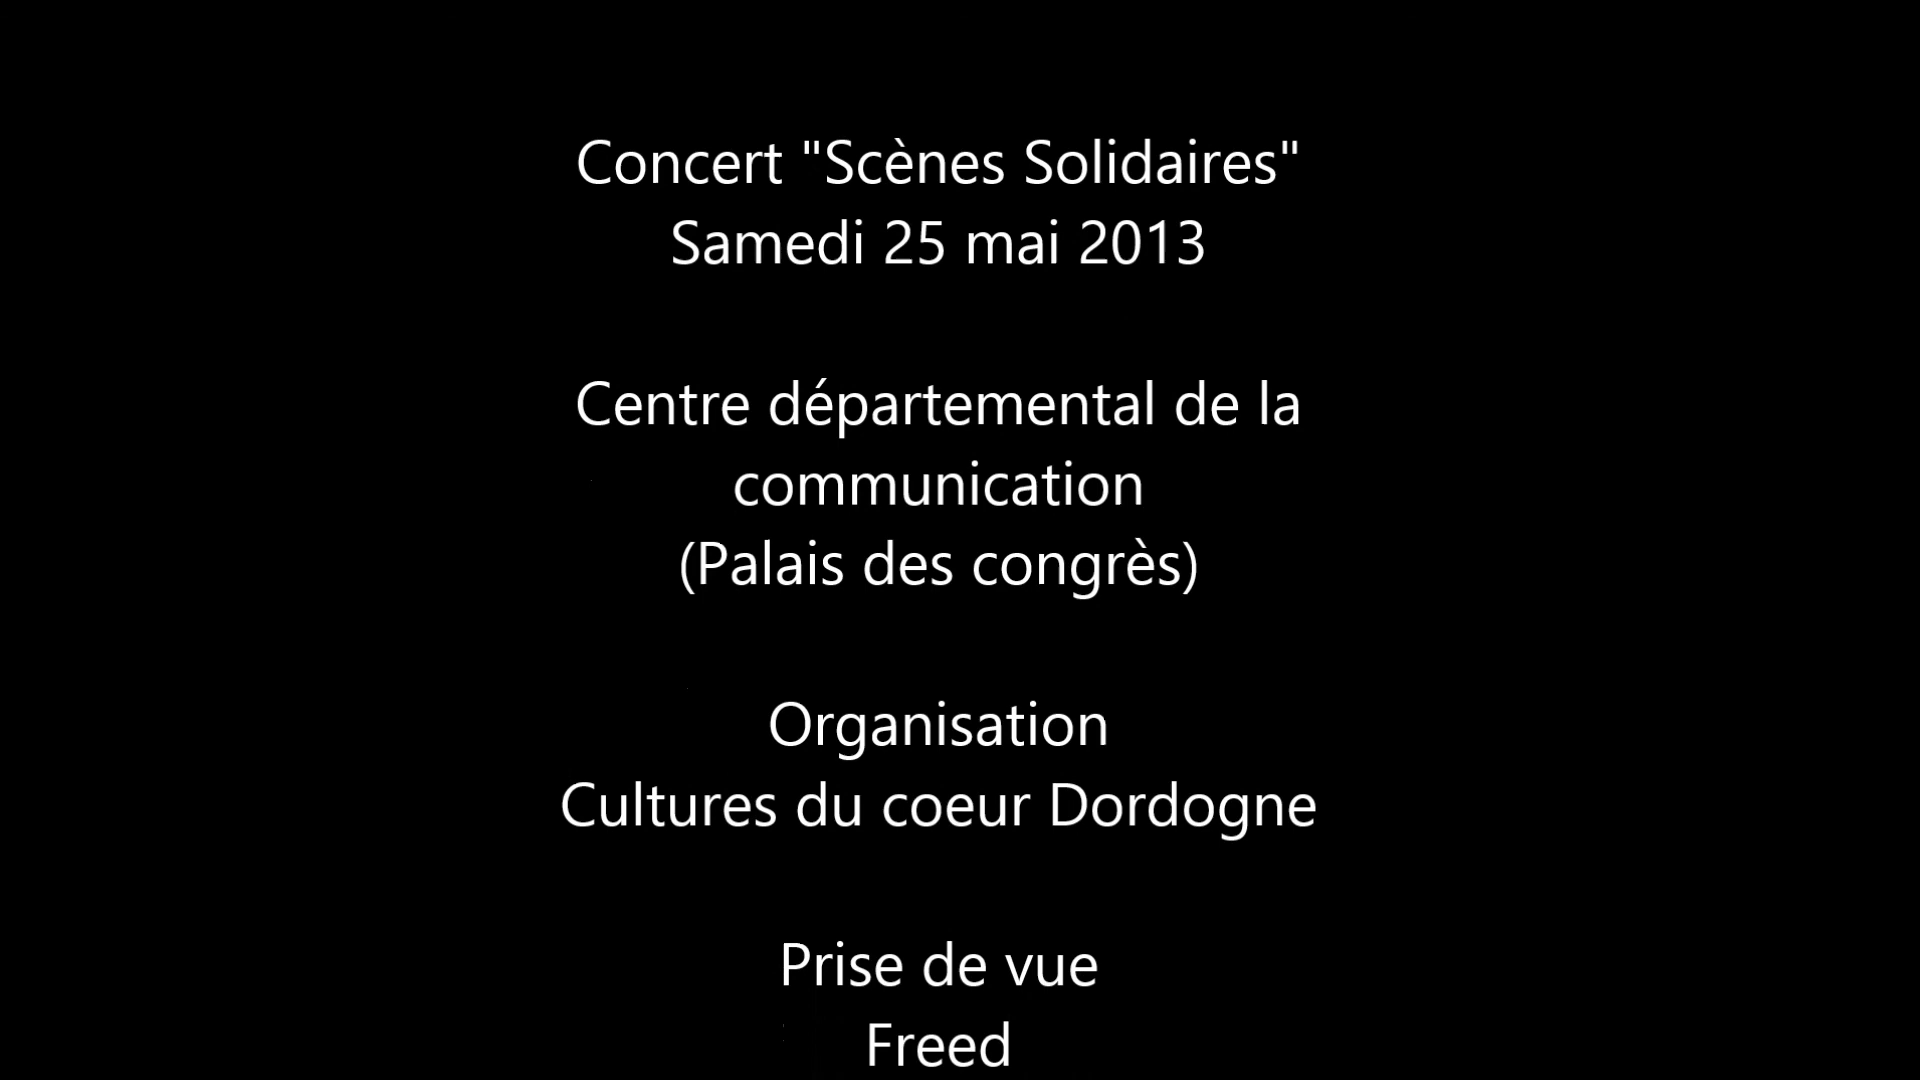 Concert "Scènes Solidaires"
Samedi 25 mai 2013
Centre départemental de la
communication
(Palais des congrès)
Organisation
Cultures du coeur Dordogne
Prise de vue
Freed